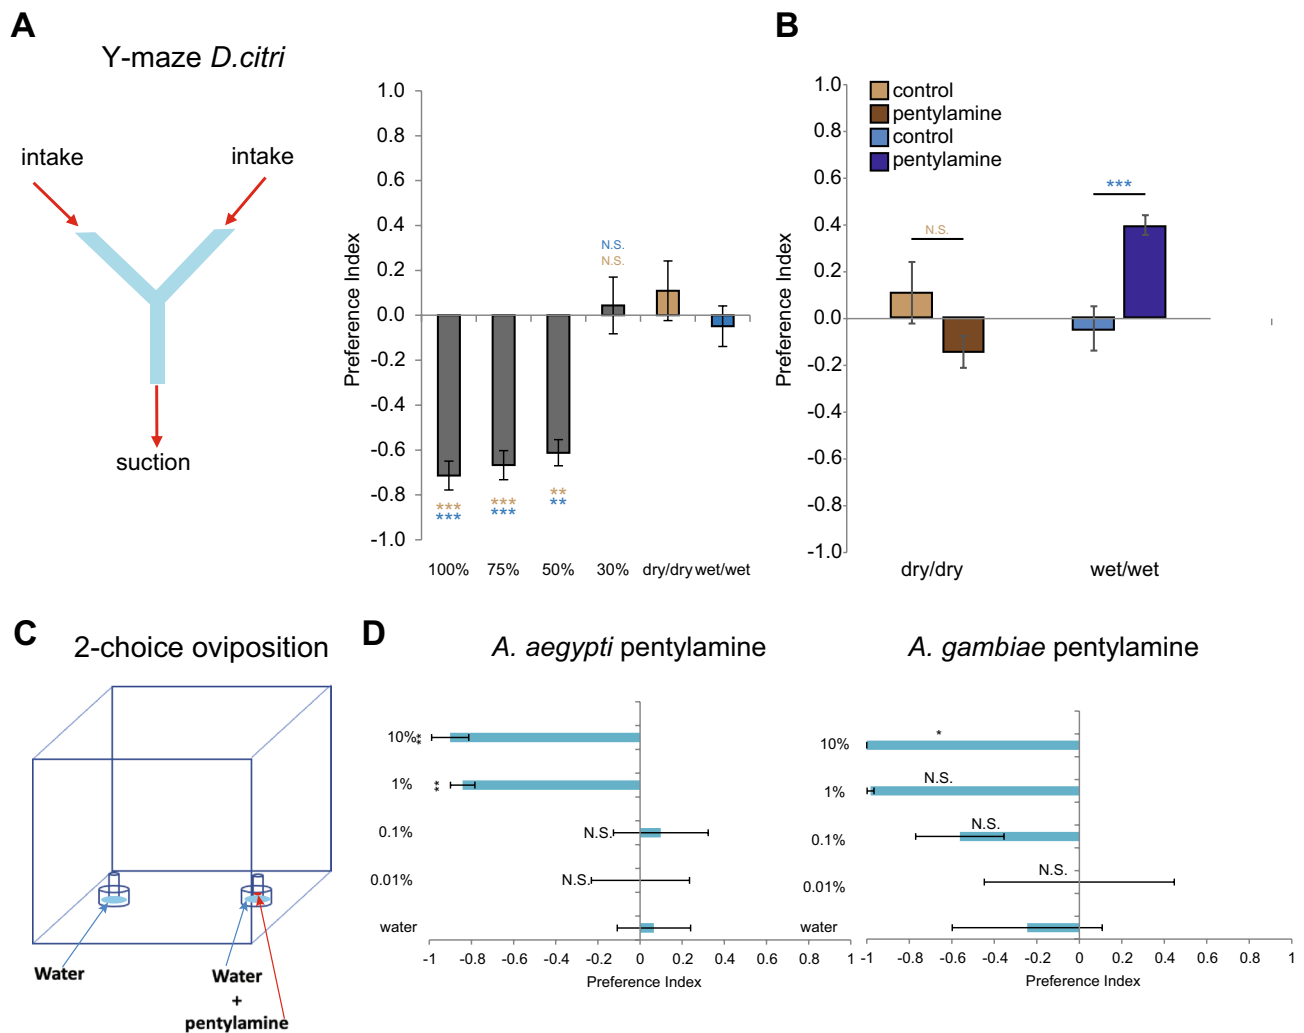 A
Y-maze D.citri
intake
intake
suction
Preference Index
1.0
0.8
0.6
0.4
0.2
0.0
-0.2
-0.4
-0.6
-0.8
-1.0
N.S.
N.S.
***
***
***
***
**
**
100% 75% 50% 30% dry/dry wet/wet
B
Preference Index
1.0
0.8
0.6
0.4
0.2
0.0
-0.2
-0.4
-0.6
-0.8
-1.0
control
pentylamine
control
pentylamine
N.S.
***
dry/dry wet/wet
C
2-choice oviposition
Water
Water
+
pentylamine
D
A. aegypti pentylamine
10%
**
1%
**
0.1%
N.S.
0.01%
N.S.
water
-1 -0.8 -0.6 -0.4 -0.2 0 0.2 0.4 0.6 0.8 1
Preference Index
A. gambiae pentylamine
10%
*
1%
N.S.
0.1%
N.S.
0.01%
N.S.
water
-1 -0.8 -0.6 -0.4 -0.2 0 0.2 0.4 0.6 0.8 1
Preference Index